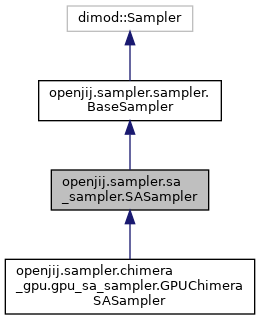 dimod::Sampler
openjij.sampler.sampler.
BaseSampler
openjij.sampler.sa
_sampler.SASampler
openjij.sampler.chimera
_gpu.gpu_sa_sampler.GPUChimera
SASampler